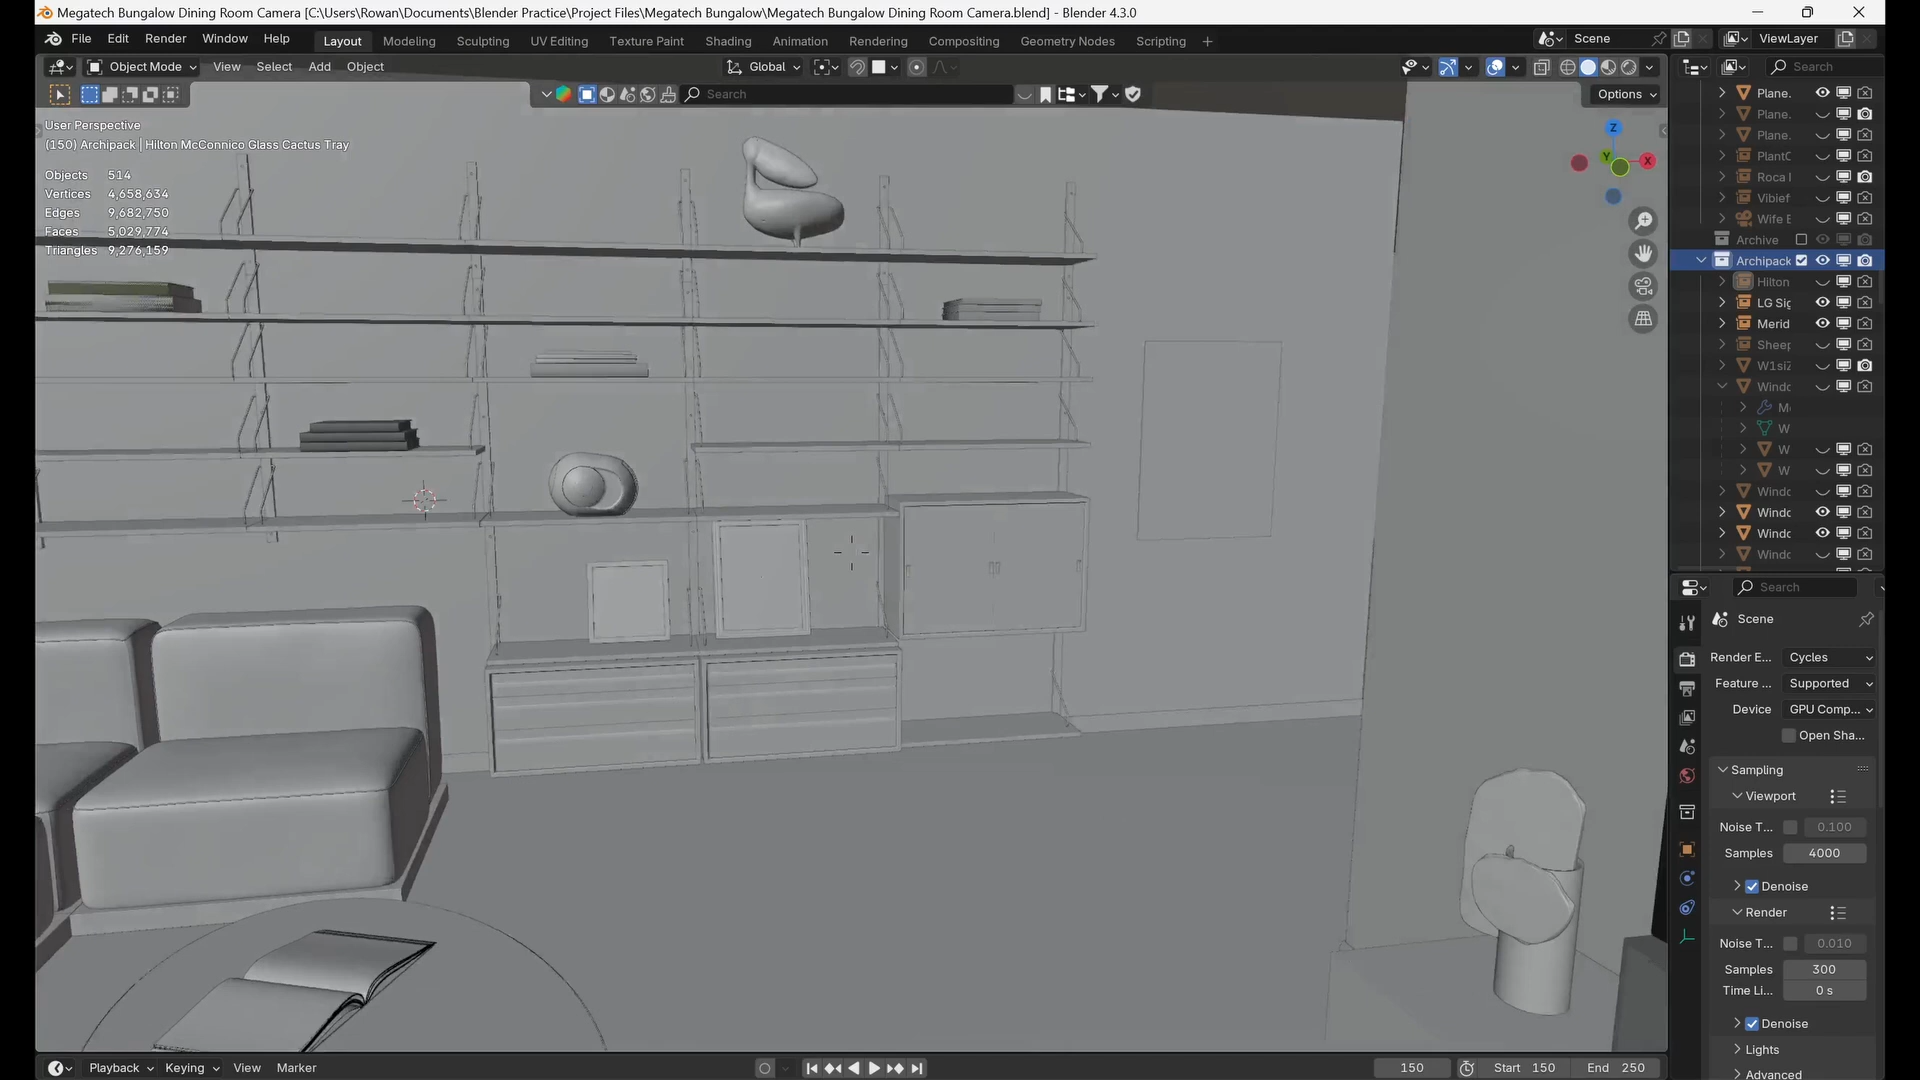 Megatech Bungalow Dining Room Camera [C:\Users\Rowan\Documents\Blender Practice\Project Files\Megatech Bungalow\Megatech Bungalow Dining Room Camera.blend] - Blender 4.3.0
File Edit Render Window Help Layout Modeling Sculpting UV Editing Texture Paint Shading Animation Rendering Compositing Geometry Nodes Scripting + Scene ViewLayer
Object Mode View Select Add Object Global Search
Search Options
User Perspective
(150) Archipack | Hilton McConnico Glass Cactus Tray
Objects 514
Vertices 4,658,634
Edges 9,682,750
Faces 5,029,774
Triangles 9,276,159
Z
Y X
Plane.
Plane.
Plane.
PlantC
Roca I
Vibief
Wife E
Archive
Archipack
Hilton
LG Sig
Merid
Sheep
W1siZ
Windo
M
W
W
W
Windo
Windo
Windo
Windo
Search
Scene
Render E... Cycles
Feature ... Supported
Device GPU Comp...
Open Sha...
Sampling
Viewport
Noise T... 0.100
Samples 4000
Denoise
Render
Noise T... 0.010
Samples 300
Time Li... 0 s
Denoise
Lights
Advanced
Playback Keying View Marker 150 Start 150 End 250